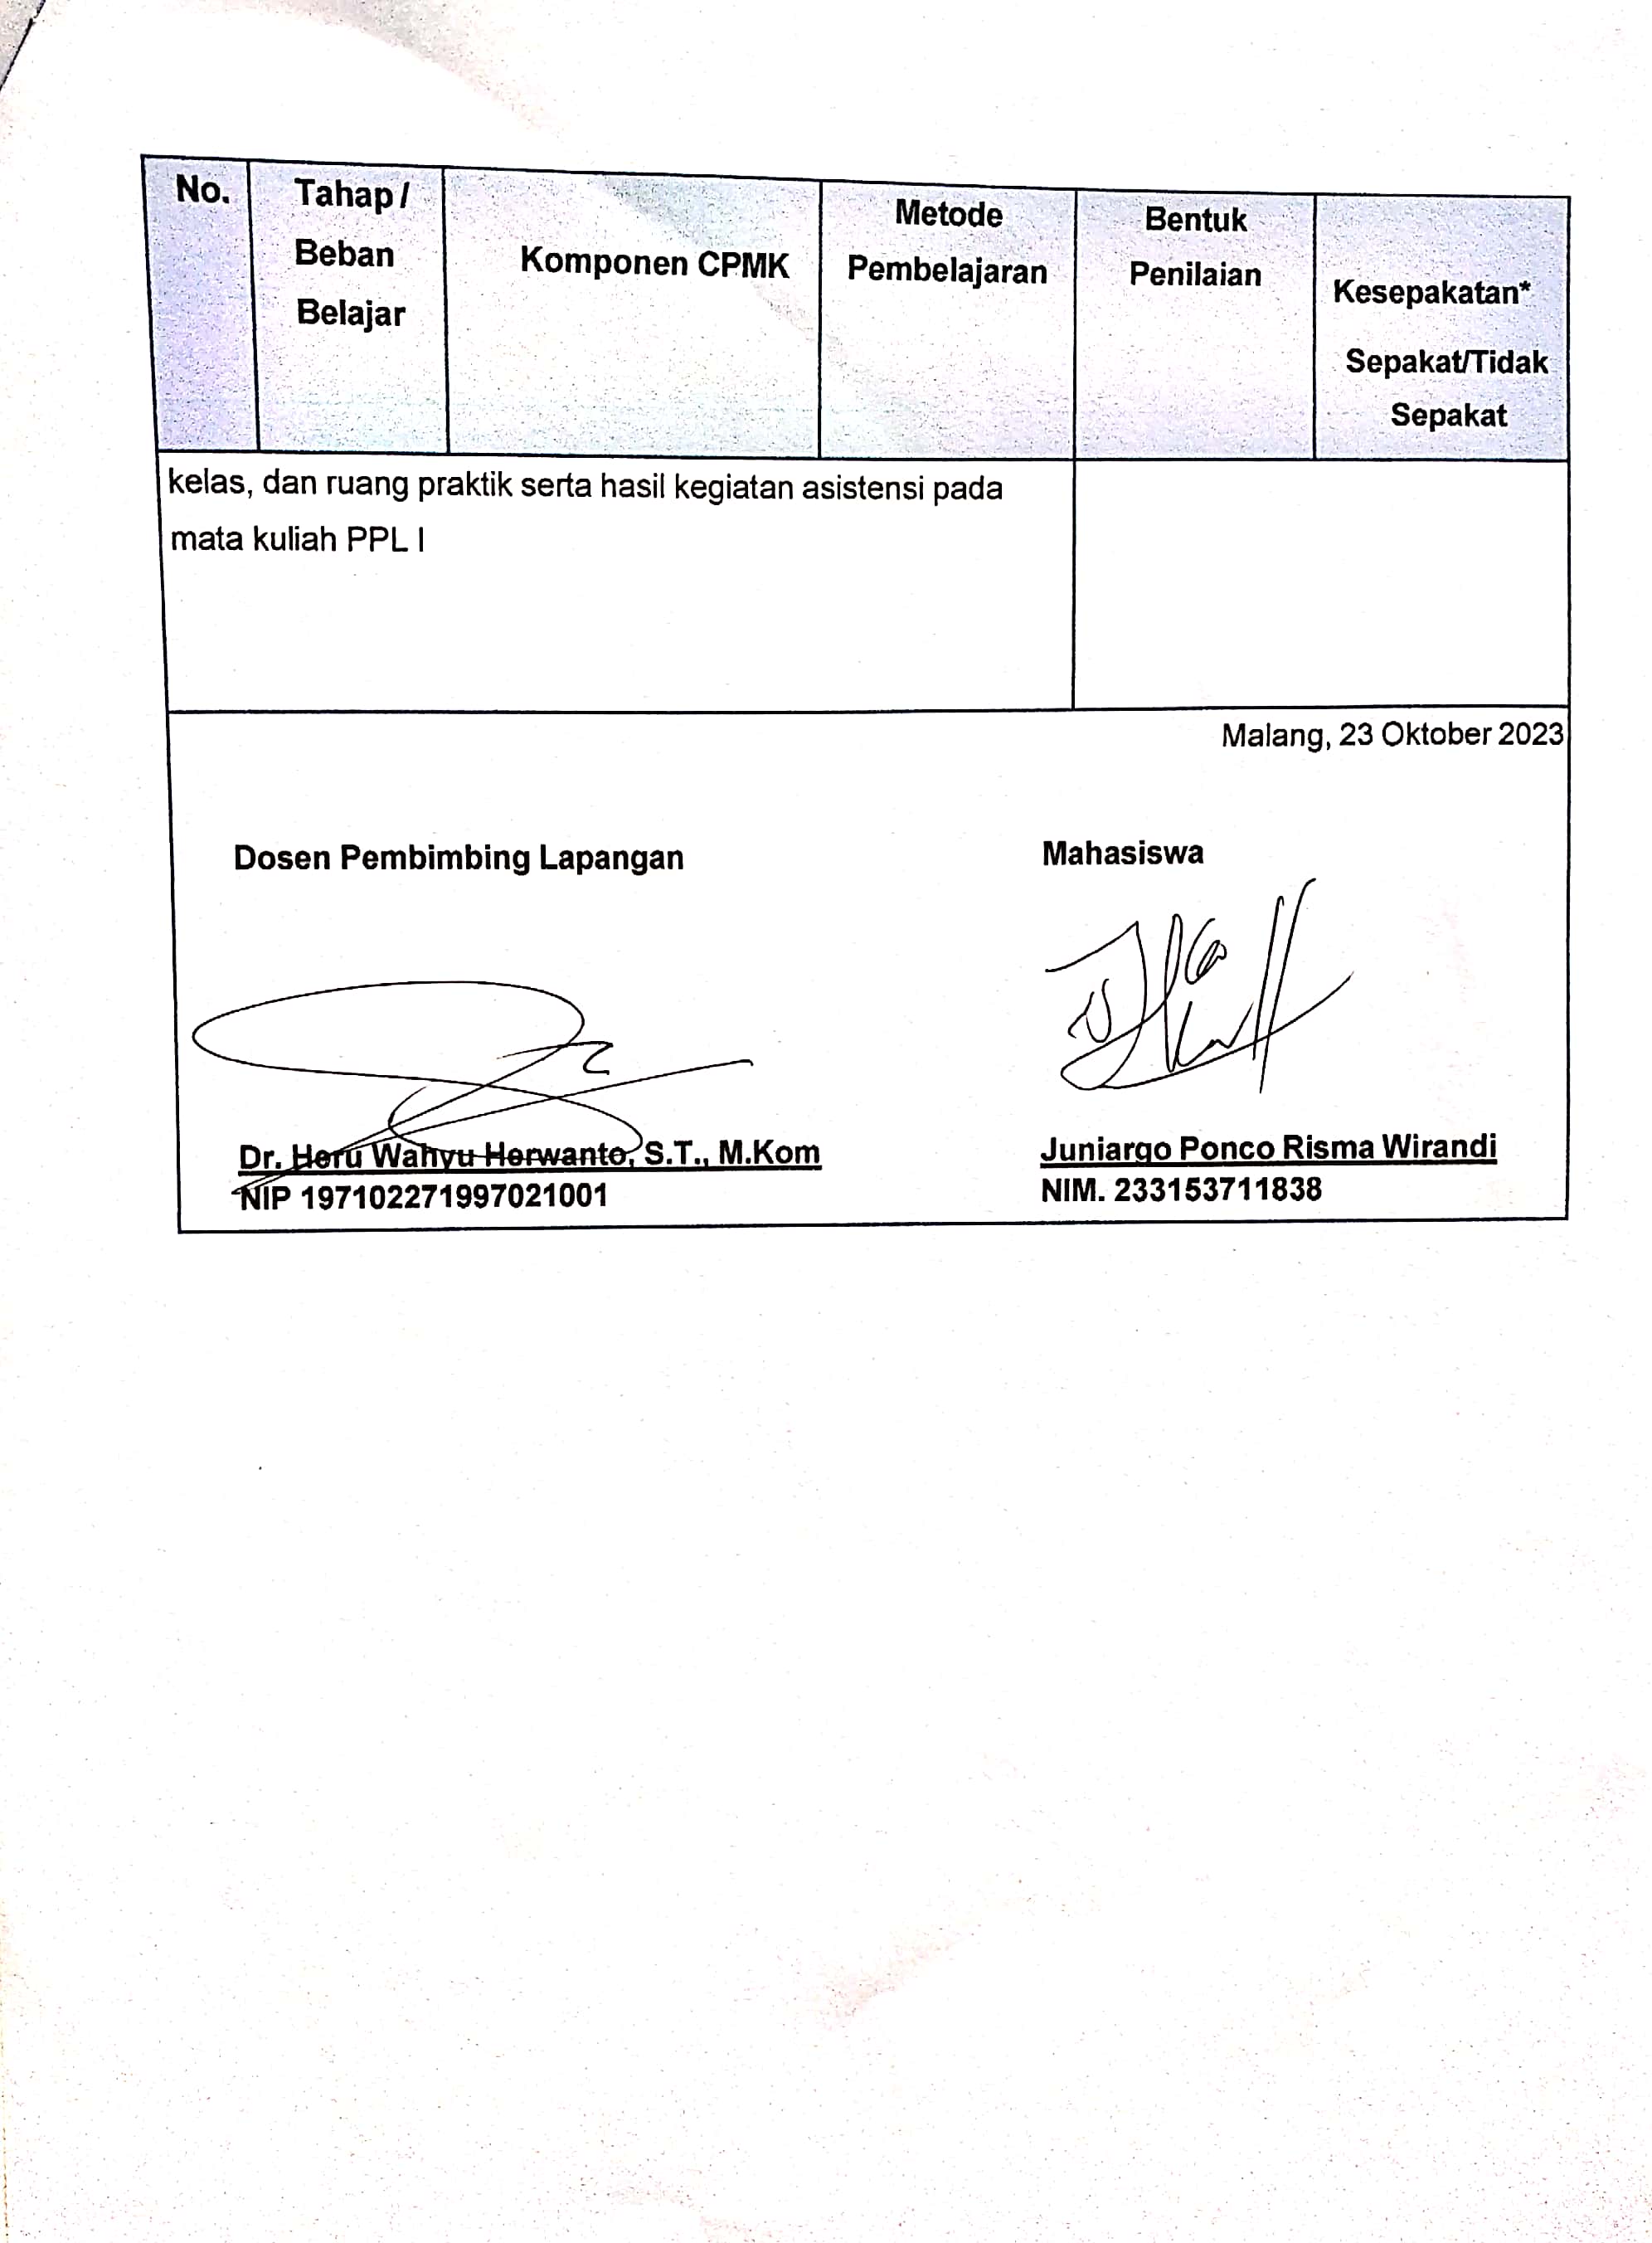 No.
Tahap /
Beban
Belajar
Komponen CPMK
Metode
Pembelajaran
Bentuk
Penilaian
Kesepakatan*
Sepakat/Tidak
Sepakat
kelas, dan ruang praktik serta hasil kegiatan asistensi pada
mata kuliah PPL I
Malang, 23 Oktober 2023
Dosen Pembimbing Lapangan
Mahasiswa
Dr. Heru Wahyu Herwanto, S.T., M.Kom
NIP 197102271997021001
Juniargo Ponco Risma Wirandi
NIM. 233153711838